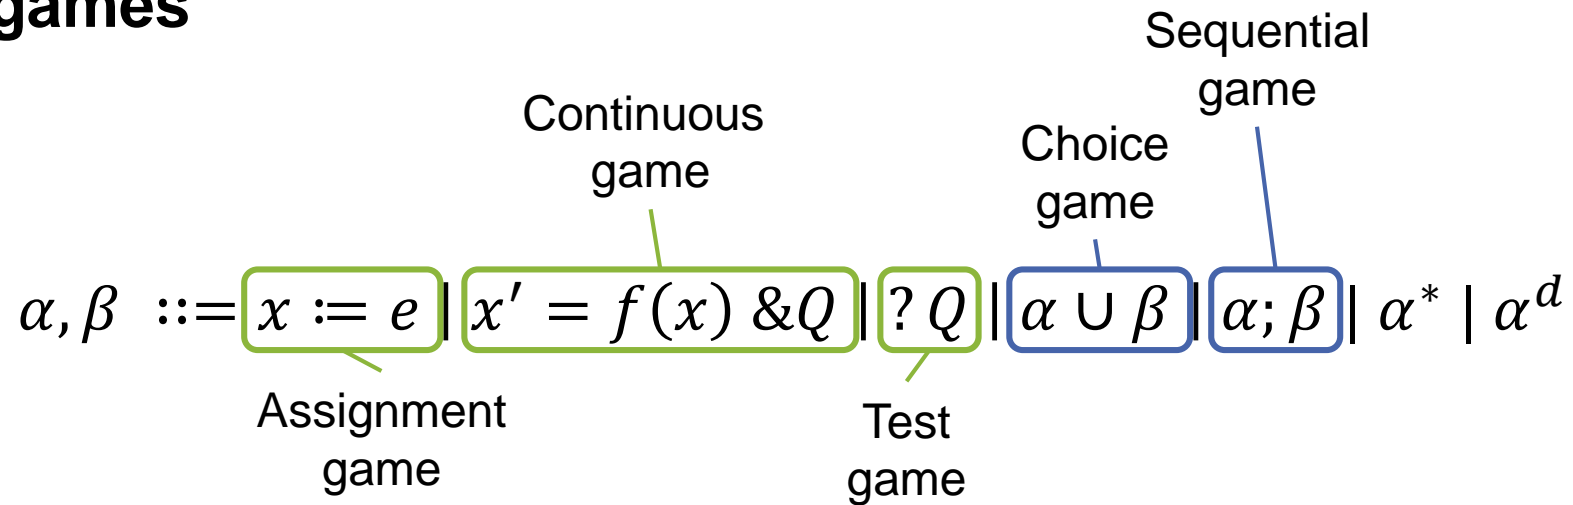 games
Sequential
game
Continuous
game
Choice
game
α, β ::= x ≔ e | x′ = f(x) &Q | ? Q | α ∪ β | α; β | α* | αᵈ
Assignment
game
Test
game